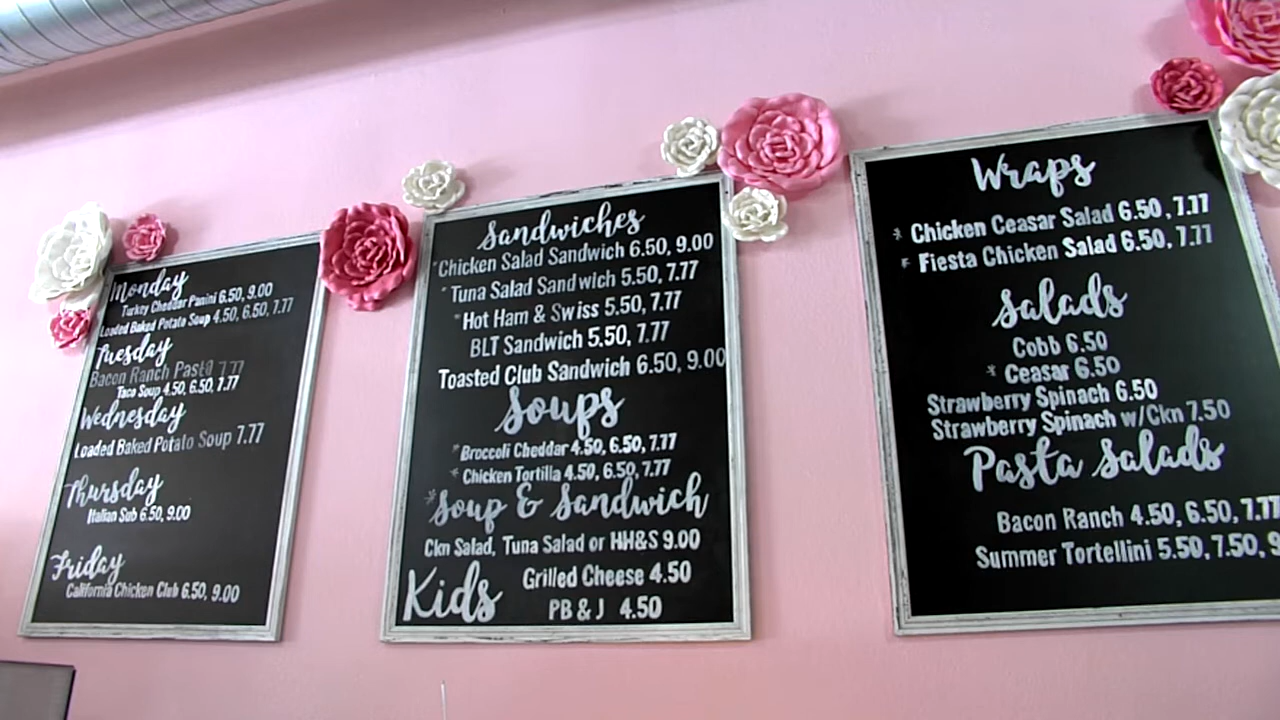 Monday
Turkey Cheddar Panini 6.50, 9.00
Loaded Baked Potato Soup 4.50, 6.50, 7.77
Tuesday
Bacon Ranch Pasta 7.77
Taco Soup 4.50, 6.50, 7.77
Wednesday
Loaded Baked Potato Soup 7.77
Thursday
Italian Sub 6.50, 9.00
Friday
California Chicken Club 6.50, 9.00
Sandwiches
*Chicken Salad Sandwich 6.50, 9.00
*Tuna Salad Sandwich 5.50, 7.77
*Hot Ham & Swiss 5.50, 7.77
BLT Sandwich 5.50, 7.77
Toasted Club Sandwich 6.50, 9.00
Soups
*Broccoli Cheddar 4.50, 6.50, 7.77
*Chicken Tortilla 4.50, 6.50, 7.77
*Soup & Sandwich
Ckn Salad, Tuna Salad or HH&S 9.00
Kids
Grilled Cheese 4.50
PB & J 4.50
Wraps
* Chicken Ceasar Salad 6.50, 7.77
* Fiesta Chicken Salad 6.50, 7.77
Salads
Cobb 6.50
* Ceasar 6.50
Strawberry Spinach 6.50
Strawberry Spinach w/Ckn 7.50
Pasta Salads
Bacon Ranch 4.50, 6.50, 7.77
Summer Tortellini 5.50, 7.50, 9